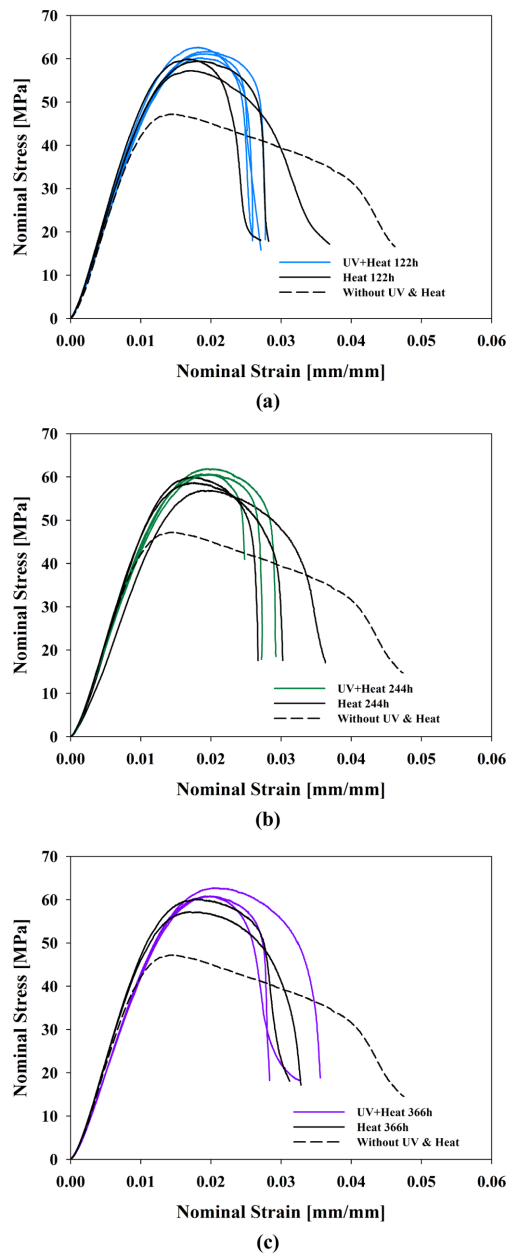 70
60
50
40
30
20
10
0
Nominal Stress [MPa]
UV+Heat 122h
Heat 122h
Without UV & Heat
0.00 0.01 0.02 0.03 0.04 0.05 0.06
Nominal Strain [mm/mm]
(a)
70
60
50
40
30
20
10
0
Nominal Stress [MPa]
UV+Heat 244h
Heat 244h
Without UV & Heat
0.00 0.01 0.02 0.03 0.04 0.05 0.06
Nominal Strain [mm/mm]
(b)
70
60
50
40
30
20
10
0
Nominal Stress [MPa]
UV+Heat 366h
Heat 366h
Without UV & Heat
0.00 0.01 0.02 0.03 0.04 0.05 0.06
Nominal Strain [mm/mm]
(c)